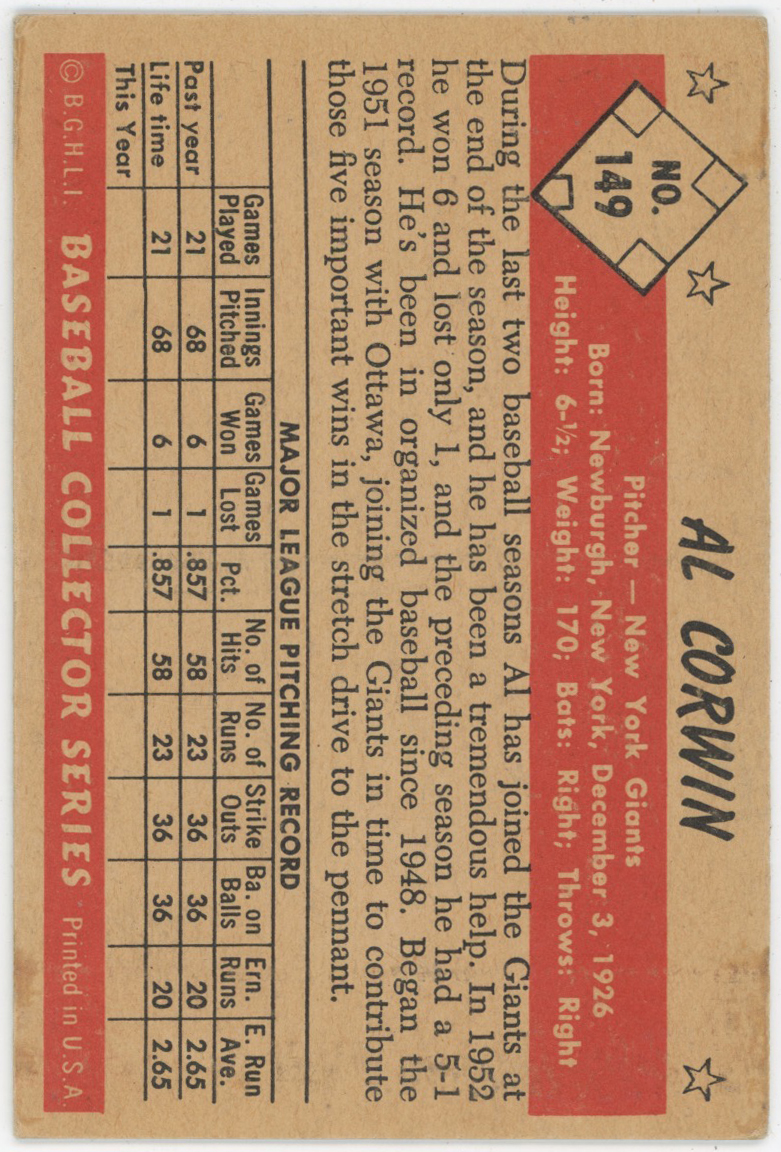 AL CORWIN
NO.
149
Pitcher — New York Giants
Born: Newburgh, New York, December 3, 1926
Height: 6-½; Weight: 170; Bats: Right; Throws: Right
During the last two baseball seasons Al has joined the Giants at
the end of the season, and he has been a tremendous help. In 1952
he won 6 and lost only 1, and the preceding season he had a 5-1
record. He's been in organized baseball since 1948. Began the
1951 season with Ottawa, joining the Giants in time to contribute
those five important wins in the stretch drive to the pennant.
MAJOR LEAGUE PITCHING RECORD
Games Played Innings Pitched Games Won Games Lost Pct. No. of Hits No. of Runs Strike Outs Ba. on Balls Ern. Runs E. Run Ave.
Past year 21 68 6 1 .857 58 23 36 36 20 2.65
Life time 21 68 6 1 .857 58 23 36 36 20 2.65
This Year
© B.G.H.L.I. BASEBALL COLLECTOR SERIES Printed in U.S.A.